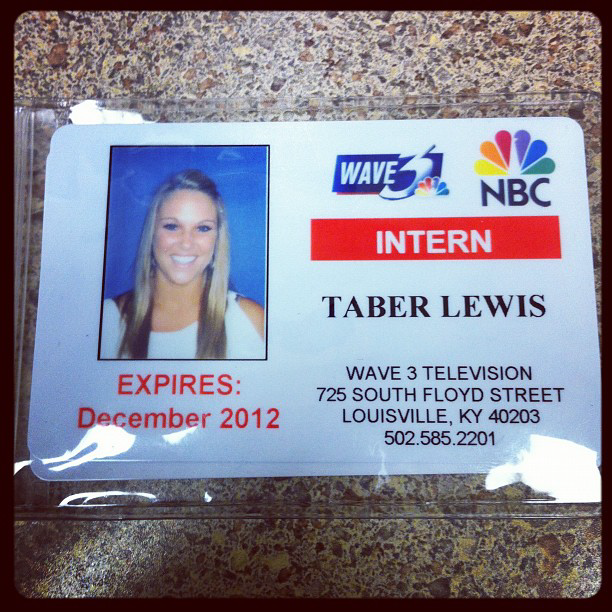 WAVE 3
NBC
INTERN
TABER LEWIS
WAVE 3 TELEVISION
725 SOUTH FLOYD STREET
LOUISVILLE, KY 40203
502.585.2201
EXPIRES:
December 2012